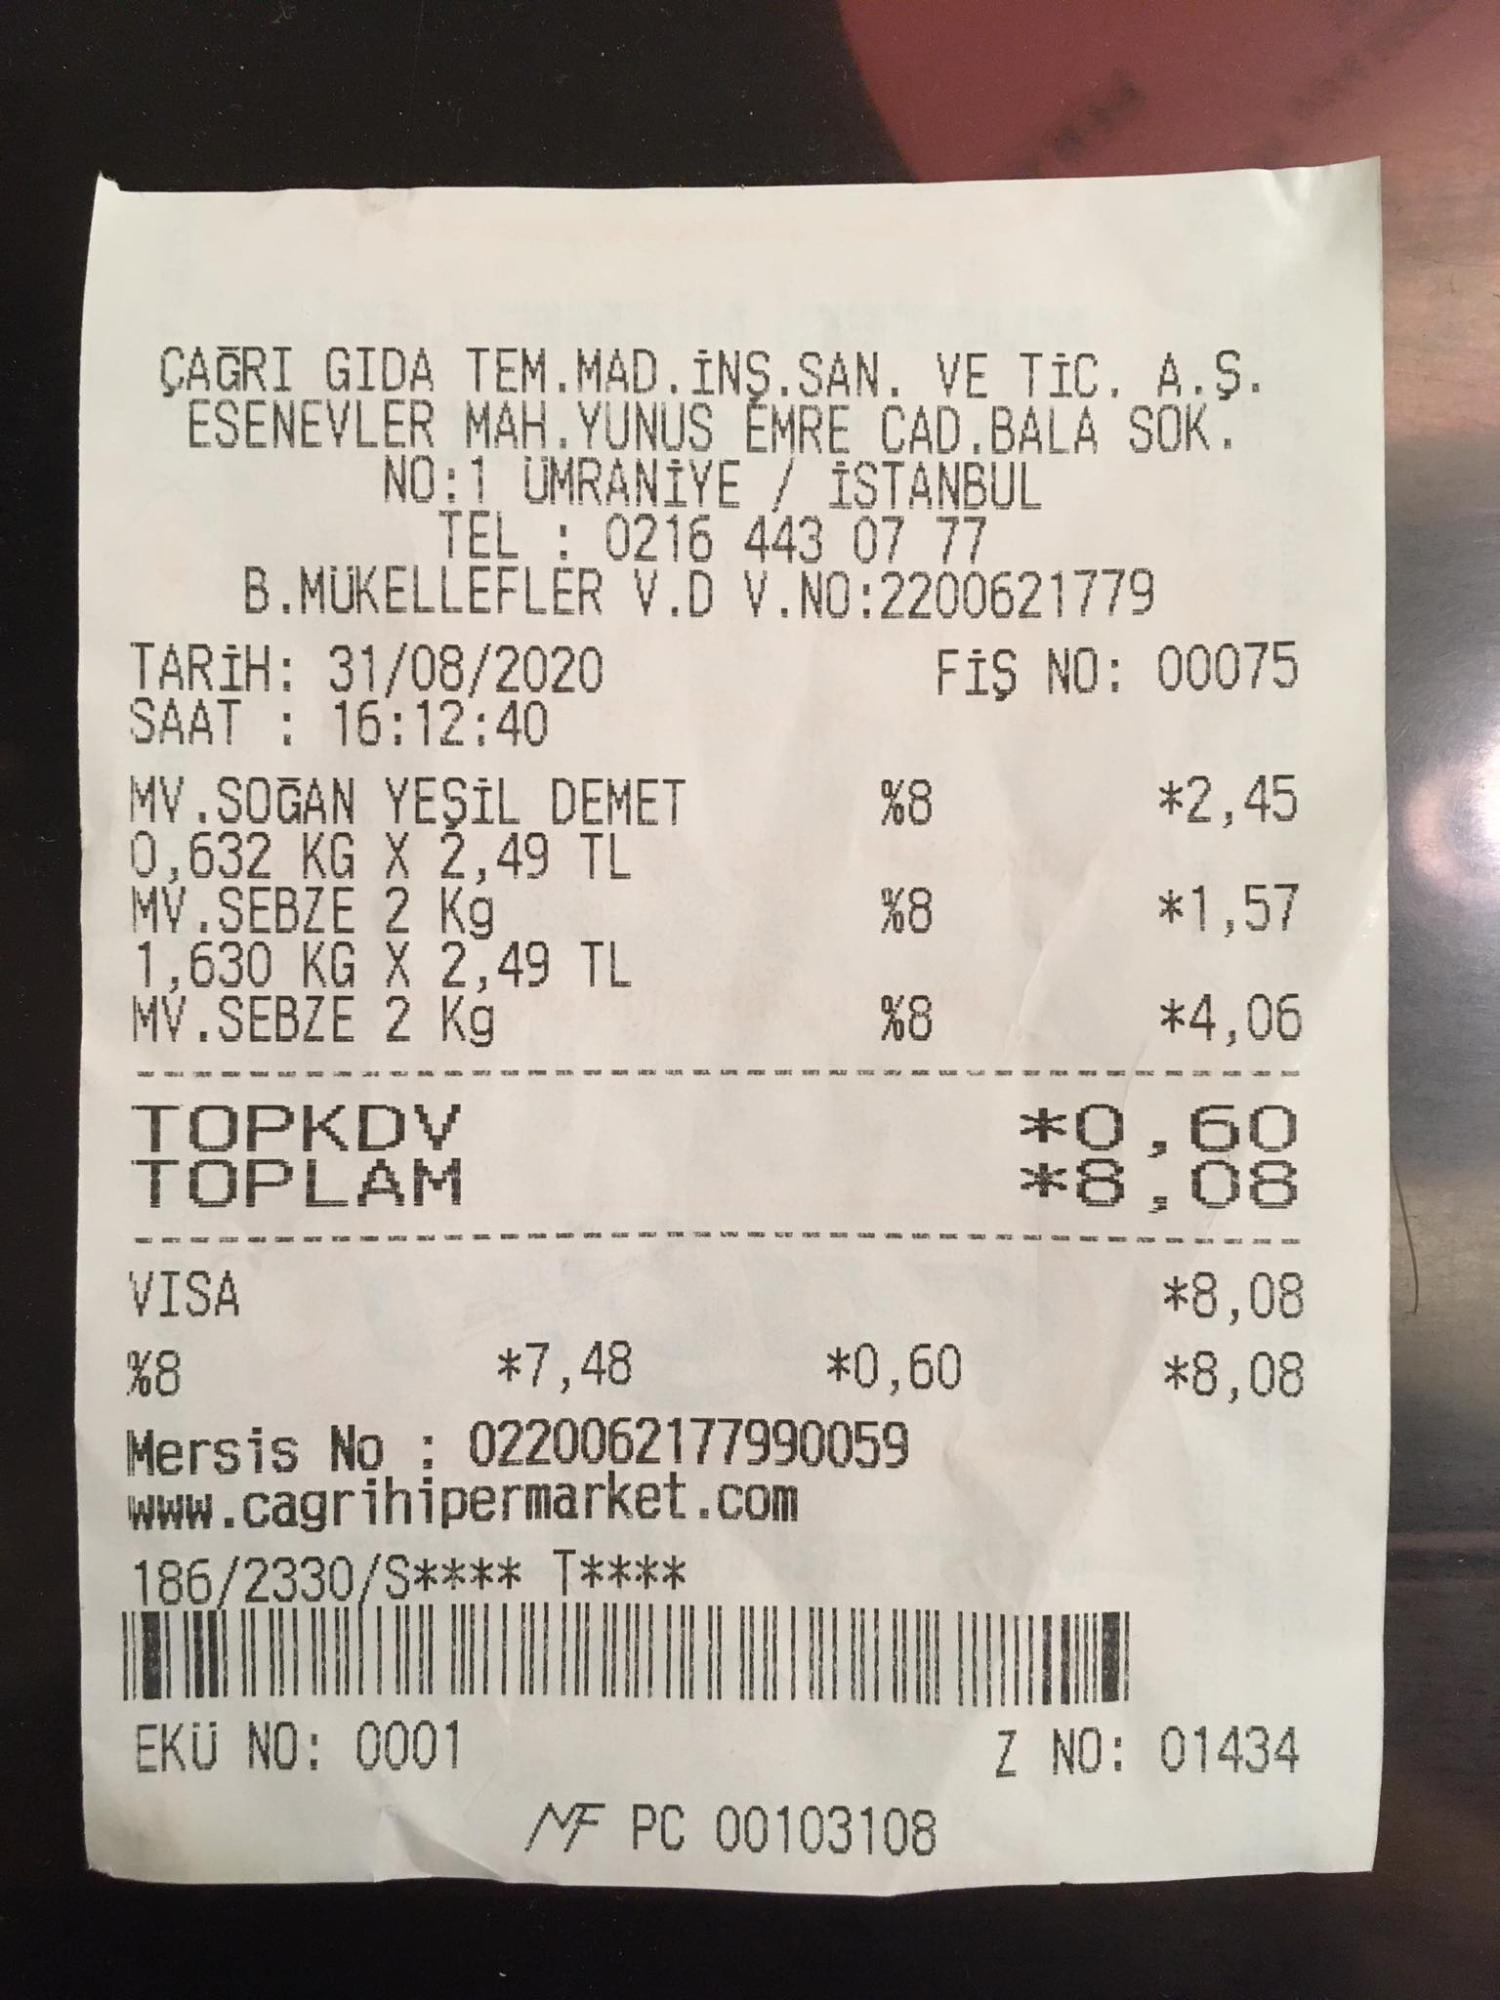 ÇAĞRI GIDA TEM.MAD.İNŞ.SAN. VE TİC. A.Ş.
ESENEVLER MAH.YUNUS EMRE CAD.BALA SOK.
NO:1 ÜMRANİYE / İSTANBUL
TEL : 0216 443 07 77
B.MÜKELLEFLER V.D V.NO:2200621779
TARİH: 31/08/2020 FİŞ NO: 00075
SAAT : 16:12:40
MV.SOĞAN YEŞİL DEMET %8 *2,45
0,632 KG X 2,49 TL
MV.SEBZE 2 Kg %8 *1,57
1,630 KG X 2,49 TL
MV.SEBZE 2 Kg %8 *4,06
TOPKDV *0,60
TOPLAM *8,08
VISA *8,08
%8 *7,48 *0,60 *8,08
Mersis No : 0220062177990059
www.cagrihipermarket.com
186/2330/S**** T****
EKÜ NO: 0001 Z NO: 01434
MF PC 00103108